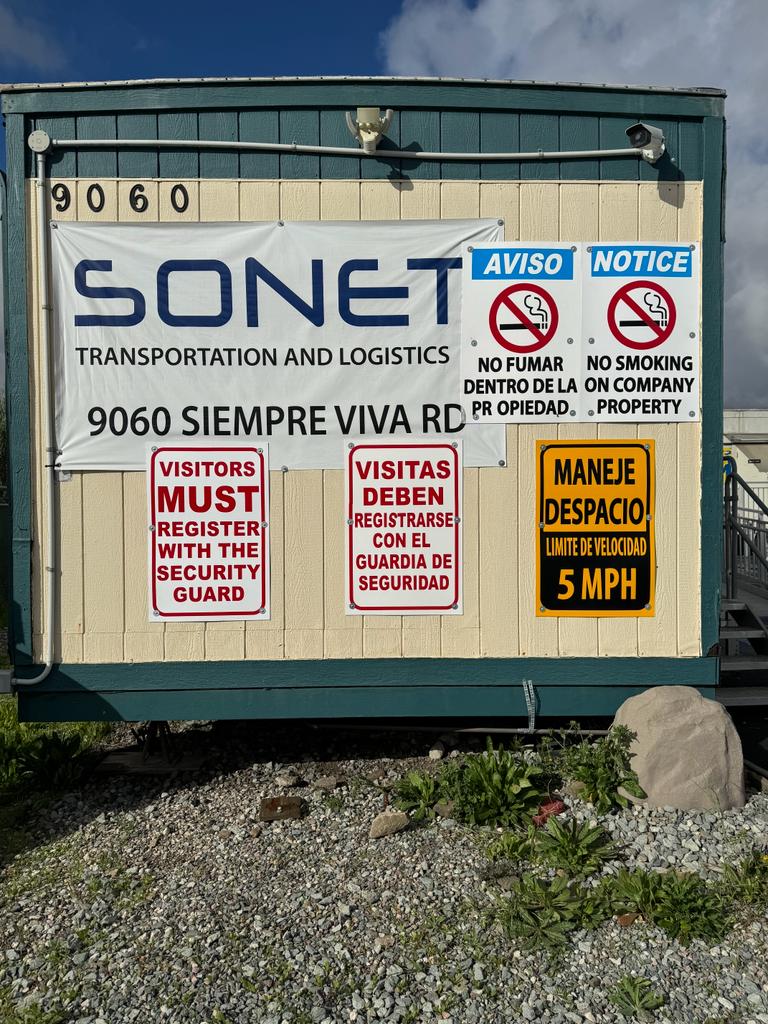 9060
SONET
TRANSPORTATION AND LOGISTICS
9060 SIEMPRE VIVA RD
AVISO
NO FUMAR
DENTRO DE LA
PR OPIEDAD
NOTICE
NO SMOKING
ON COMPANY
PROPERTY
VISITORS
MUST
REGISTER
WITH THE
SECURITY
GUARD
VISITAS
DEBEN
REGISTRARSE
CON EL
GUARDIA DE
SEGURIDAD
MANEJE
DESPACIO
LIMITE DE VELOCIDAD
5 MPH